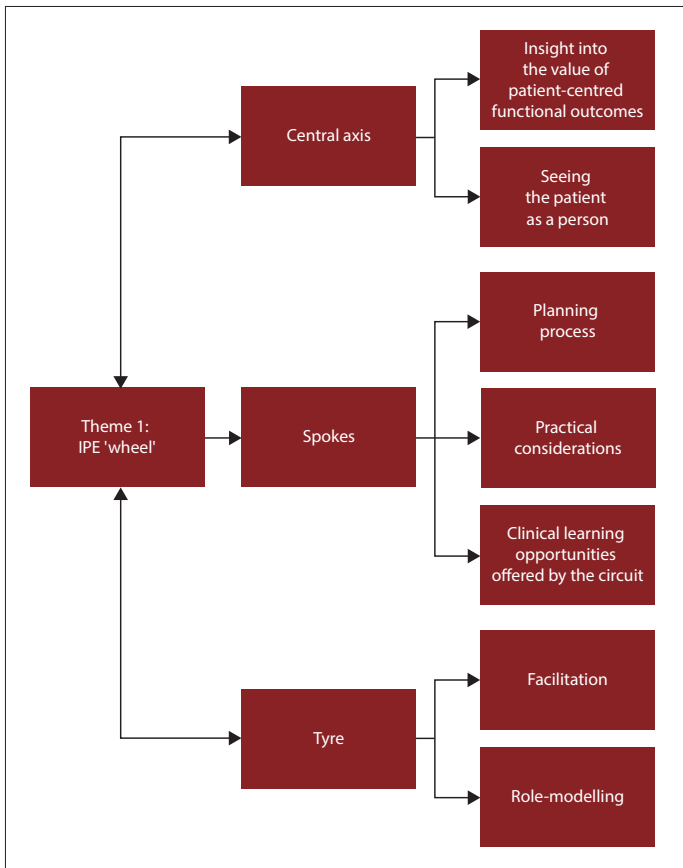 Insight into
the value of
patient-centred
functional outcomes
Central axis
Seeing
the patient
as a person
Planning
process
Theme 1:
IPE 'wheel'
Spokes
Practical
considerations
Clinical learning
opportunities
offered by the circuit
Facilitation
Tyre
Role-modelling